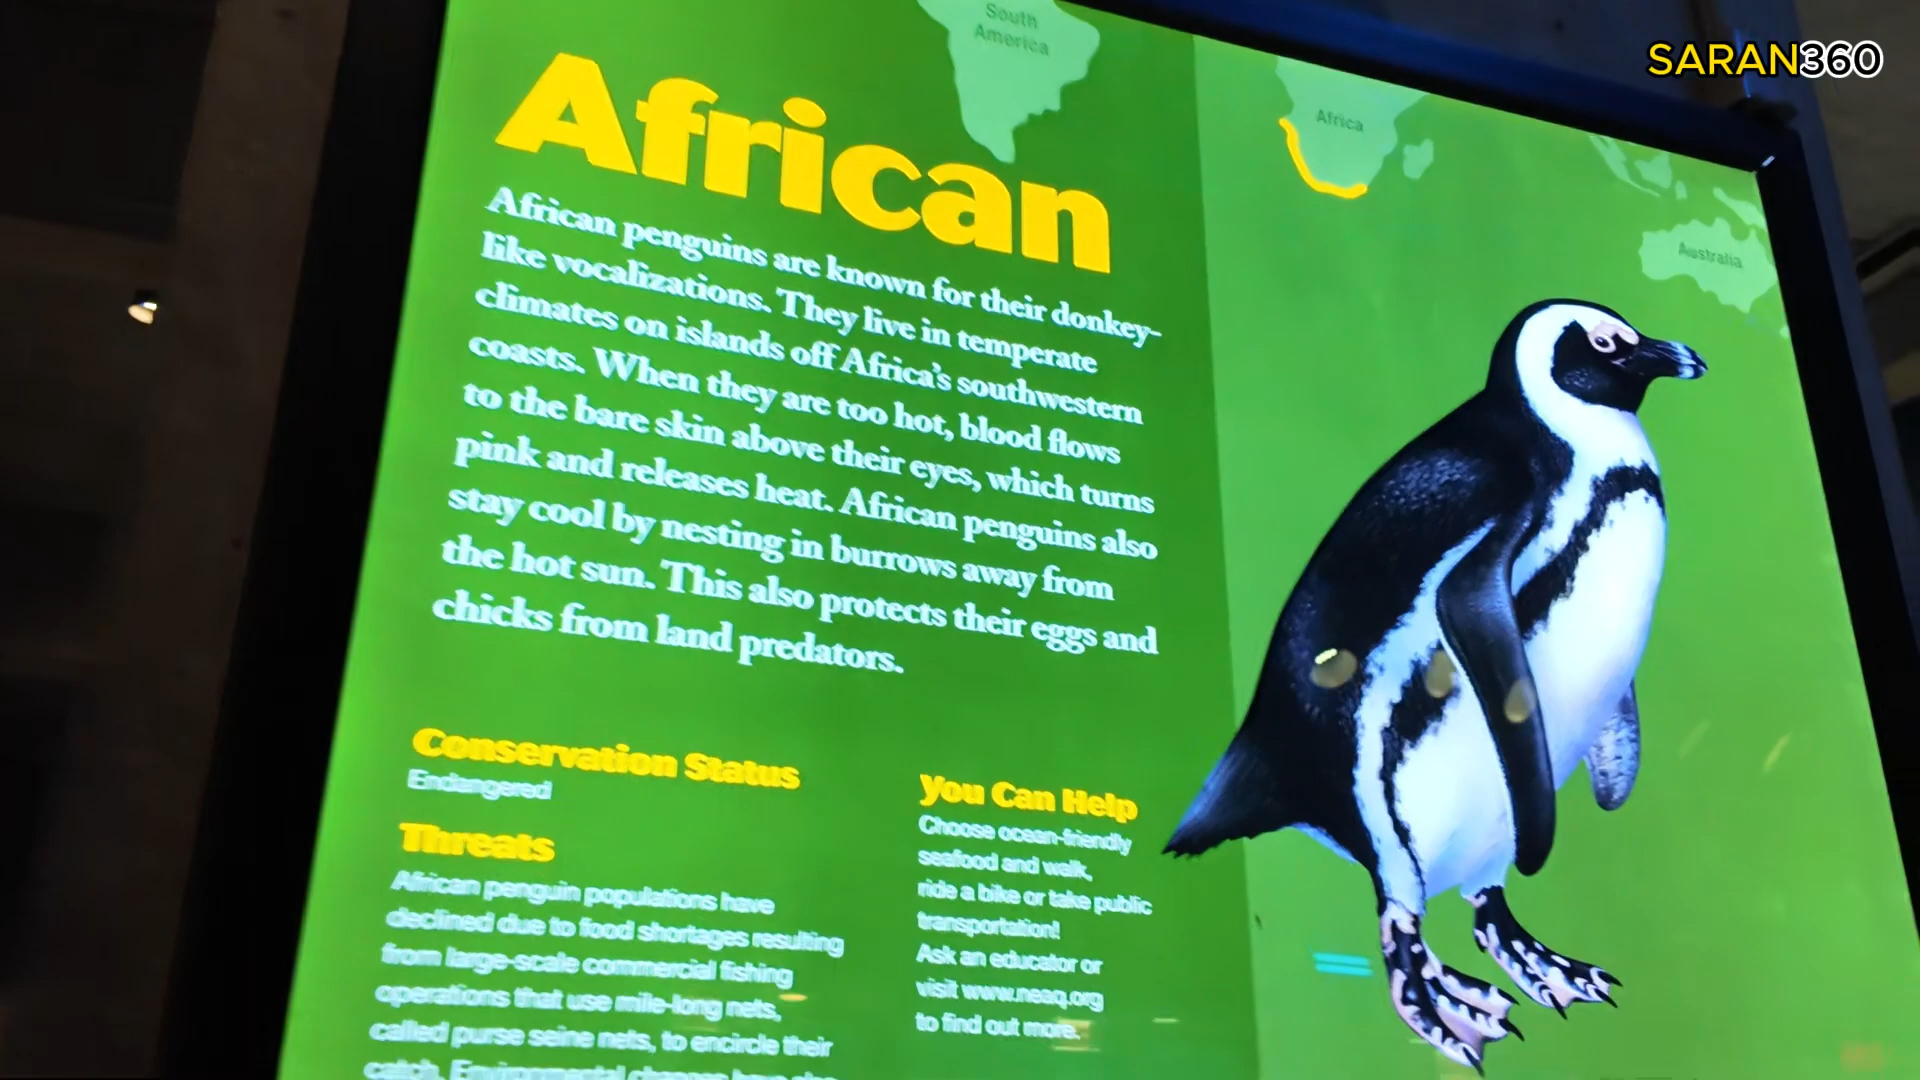 SARAN360
South
America
Africa
Australia
African
African penguins are known for their donkey-
like vocalizations. They live in temperate
climates on islands off Africa's southwestern
coasts. When they are too hot, blood flows
to the bare skin above their eyes, which turns
pink and releases heat. African penguins also
stay cool by nesting in burrows away from
the hot sun. This also protects their eggs and
chicks from land predators.
Conservation Status
Endangered
Threats
African penguin populations have
declined due to food shortages resulting
from large-scale commercial fishing
operations that use mile-long nets,
called purse seine nets, to encircle their
catch. Environmental changes have also
You Can Help
Choose ocean-friendly
seafood and walk,
ride a bike or take public
transportation!
Ask an educator or
visit www.neaq.org
to find out more.